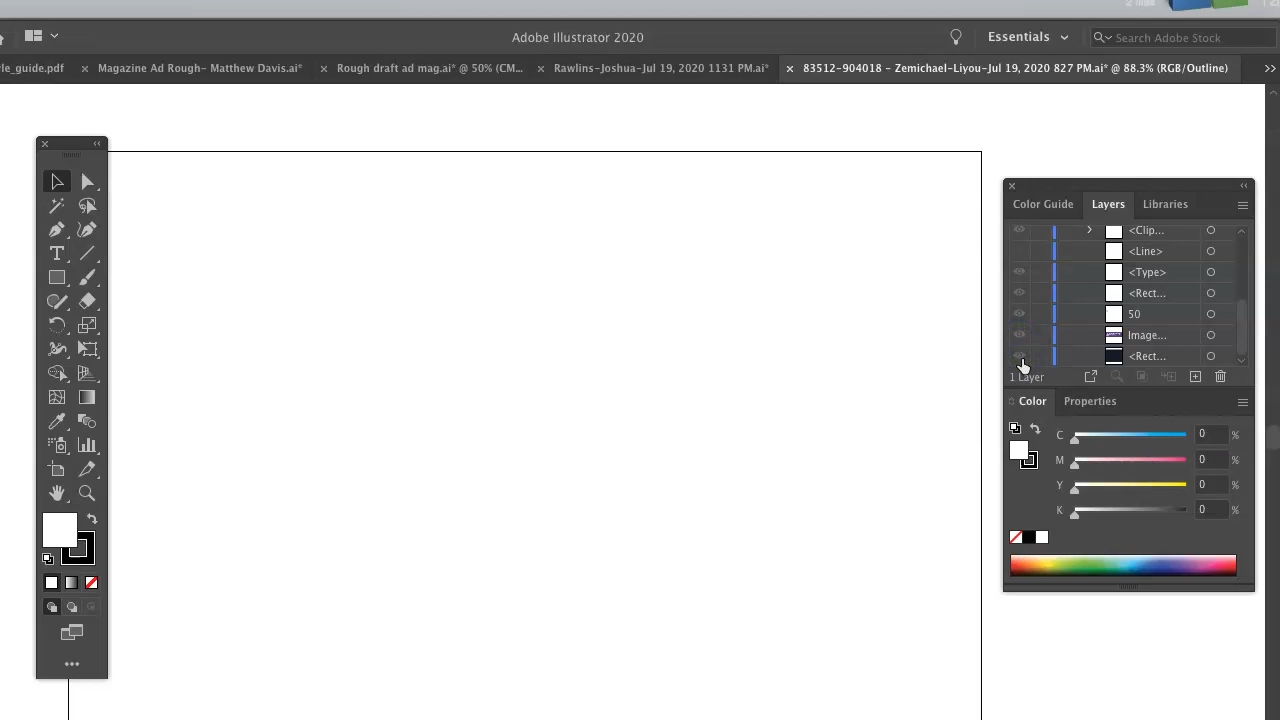 Adobe Illustrator 2020
Essentials
Search Adobe Stock
le_guide.pdf
Magazine Ad Rough- Matthew Davis.ai*
Rough draft ad mag.ai* @ 50% (CM...
Rawlins-Joshua-Jul 19, 2020 1131 PM.ai*
83512-904018 - Zemichael-Liyou-Jul 19, 2020 827 PM.ai* @ 88.3% (RGB/Outline)
Color Guide
Layers
Libraries
<Clip...
<Line>
<Type>
<Rect...
50
Image...
<Rect...
1 Layer
Color
Properties
C 0 %
M 0 %
Y 0 %
K 0 %